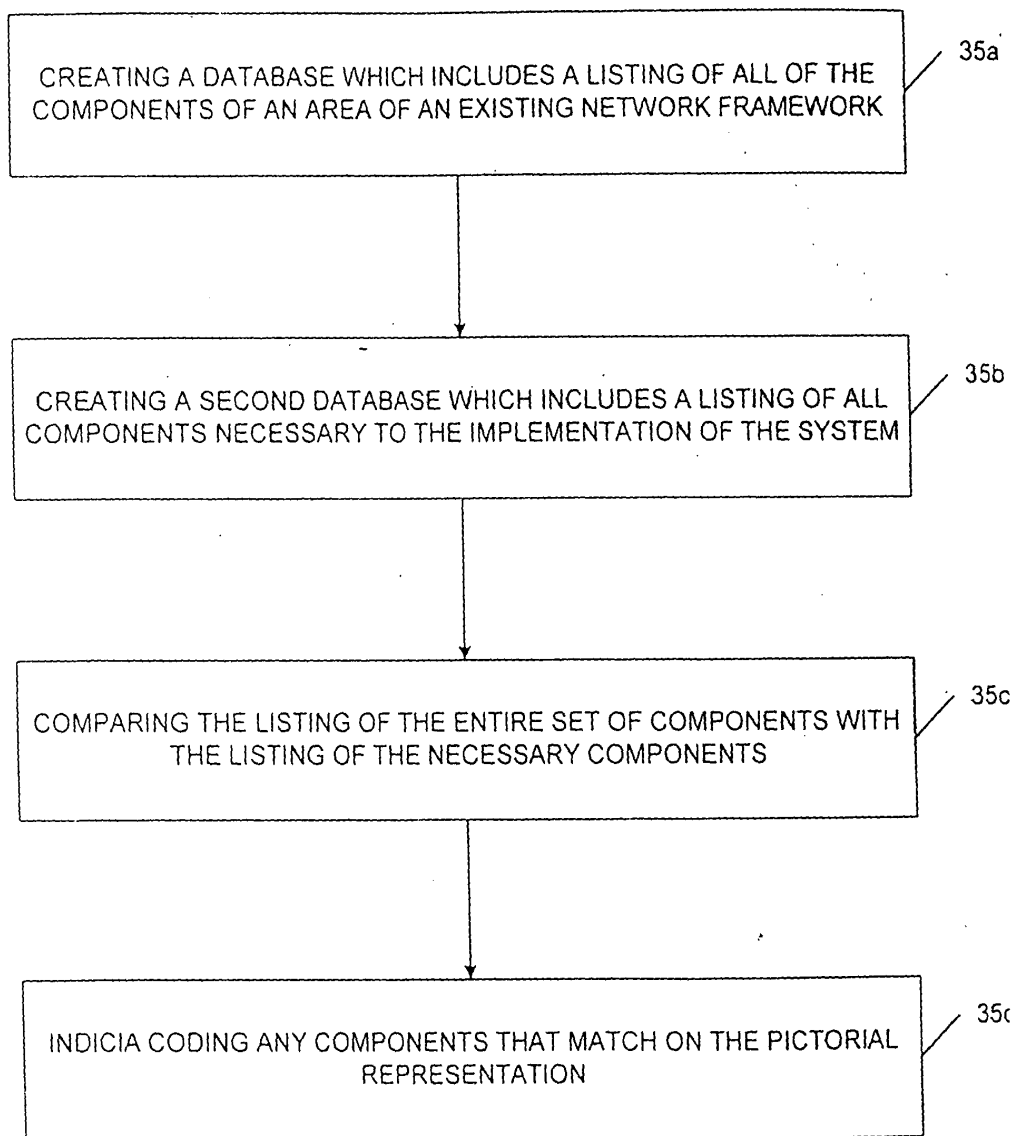 CREATING A DATABASE WHICH INCLUDES A LISTING OF ALL OF THE
COMPONENTS OF AN AREA OF AN EXISTING NETWORK FRAMEWORK
35a
CREATING A SECOND DATABASE WHICH INCLUDES A LISTING OF ALL
COMPONENTS NECESSARY TO THE IMPLEMENTATION OF THE SYSTEM
35b
COMPARING THE LISTING OF THE ENTIRE SET OF COMPONENTS WITH
THE LISTING OF THE NECESSARY COMPONENTS
35c
INDICIA CODING ANY COMPONENTS THAT MATCH ON THE PICTORIAL
REPRESENTATION